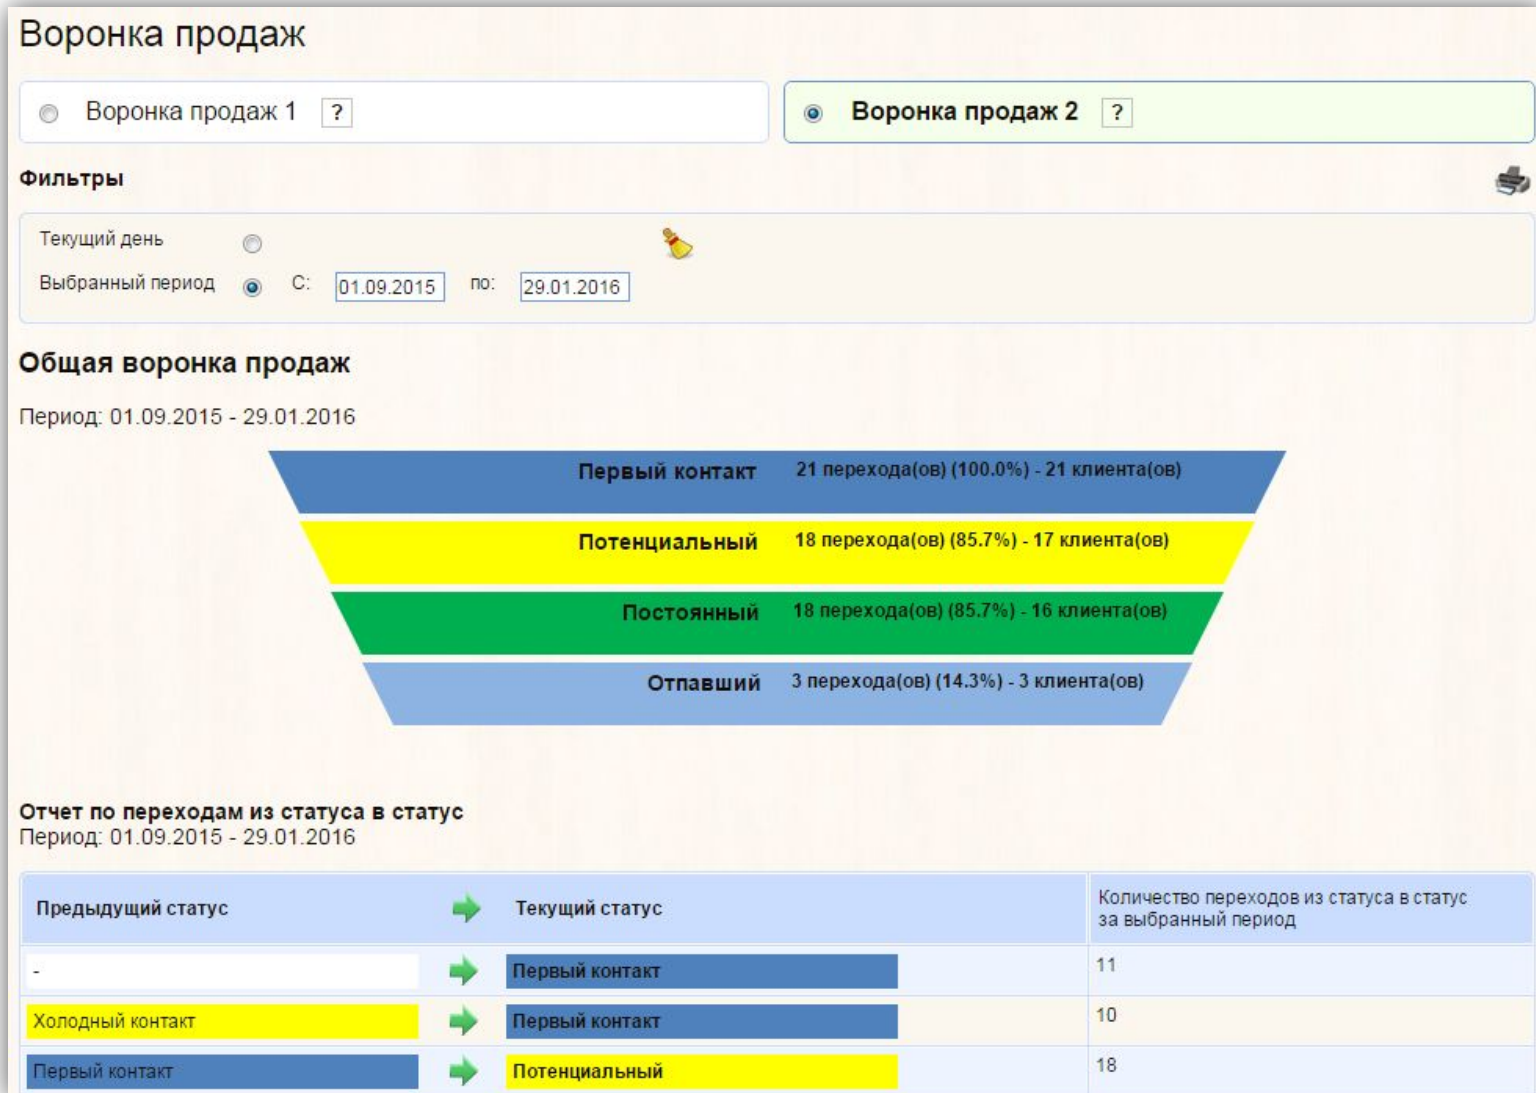 Воронка продаж
Воронка продаж 1 ?
Воронка продаж 2 ?
Фильтры
Текущий день
Выбранный период С: 01.09.2015 по: 29.01.2016
Общая воронка продаж
Период: 01.09.2015 - 29.01.2016
Первый контакт 21 перехода(ов) (100.0%) - 21 клиента(ов)
Потенциальный 18 перехода(ов) (85.7%) - 17 клиента(ов)
Постоянный 18 перехода(ов) (85.7%) - 16 клиента(ов)
Отпавший 3 перехода(ов) (14.3%) - 3 клиента(ов)
Отчет по переходам из статуса в статус
Период: 01.09.2015 - 29.01.2016
Предыдущий статус Текущий статус Количество переходов из статуса в статус
за выбранный период
- Первый контакт 11
Холодный контакт Первый контакт 10
Первый контакт Потенциальный 18